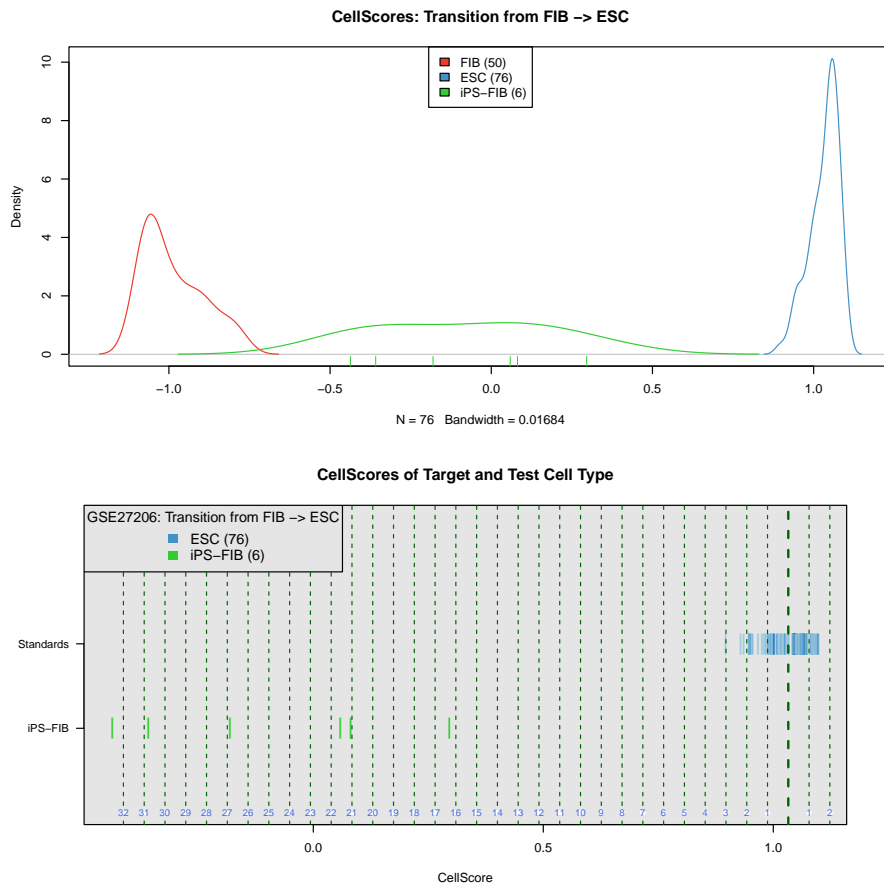 CellScores: Transition from FIB −> ESC
FIB (50)
ESC (76)
iPS−FIB (6)
Density
10
8
6
4
2
0
−1.0 −0.5 0.0 0.5 1.0
N = 76 Bandwidth = 0.01684
CellScores of Target and Test Cell Type
GSE27206: Transition from FIB −> ESC
ESC (76)
iPS−FIB (6)
Standards
iPS−FIB
32 31 30 29 28 27 26 25 24 23 22 21 20 19 18 17 16 15 14 13 12 11 10 9 8 7 6 5 4 3 2 1 1 2
0.0 0.5 1.0
CellScore